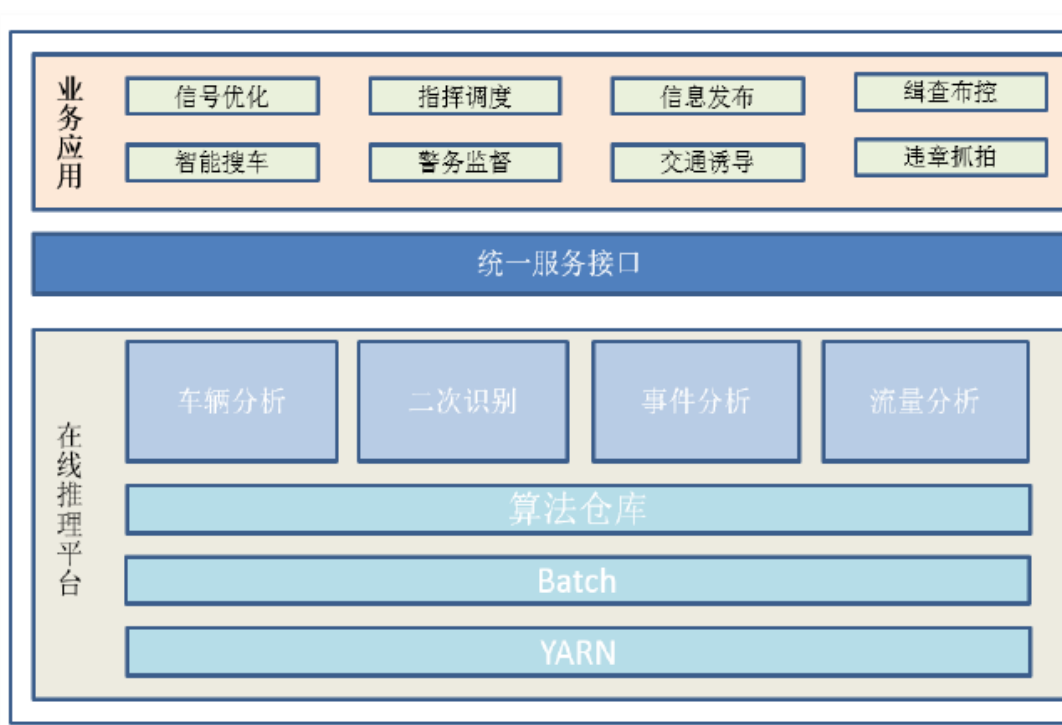 业务应用
信号优化 指挥调度 信息发布 缉查布控
智能搜车 警务监督 交通诱导 违章抓拍
统一服务接口
在线推理平台
车辆分析 二次识别 事件分析 流量分析
算法仓库
Batch
YARN